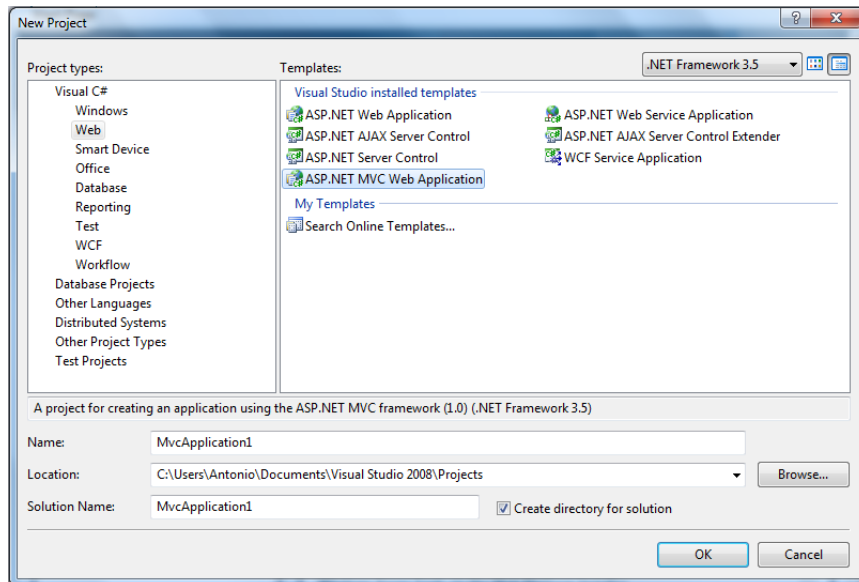 New Project
Project types:
Templates:
.NET Framework 3.5
Visual C#
Windows
Web
Smart Device
Office
Database
Reporting
Test
WCF
Workflow
Database Projects
Other Languages
Distributed Systems
Other Project Types
Test Projects
Visual Studio installed templates
ASP.NET Web Application
ASP.NET Web Service Application
ASP.NET AJAX Server Control
ASP.NET AJAX Server Control Extender
ASP.NET Server Control
WCF Service Application
ASP.NET MVC Web Application
My Templates
Search Online Templates...
A project for creating an application using the ASP.NET MVC framework (1.0) (.NET Framework 3.5)
Name:
MvcApplication1
Location:
C:\Users\Antonio\Documents\Visual Studio 2008\Projects
Browse...
Solution Name:
MvcApplication1
Create directory for solution
OK
Cancel